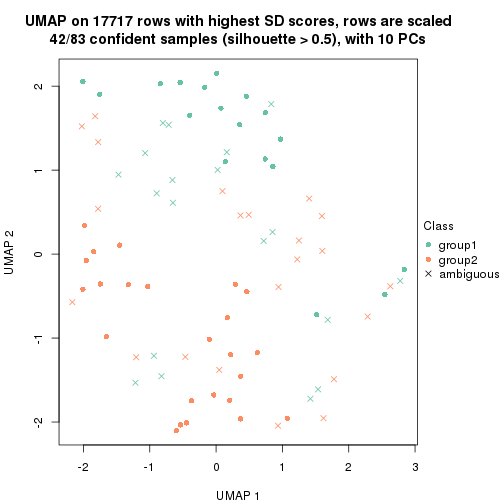 UMAP on 17717 rows with highest SD scores, rows are scaled
42/83 confident samples (silhouette > 0.5), with 10 PCs
2
1
0
-1
-2
UMAP 2
-2 -1 0 1 2 3
UMAP 1
Class
group1
group2
ambiguous